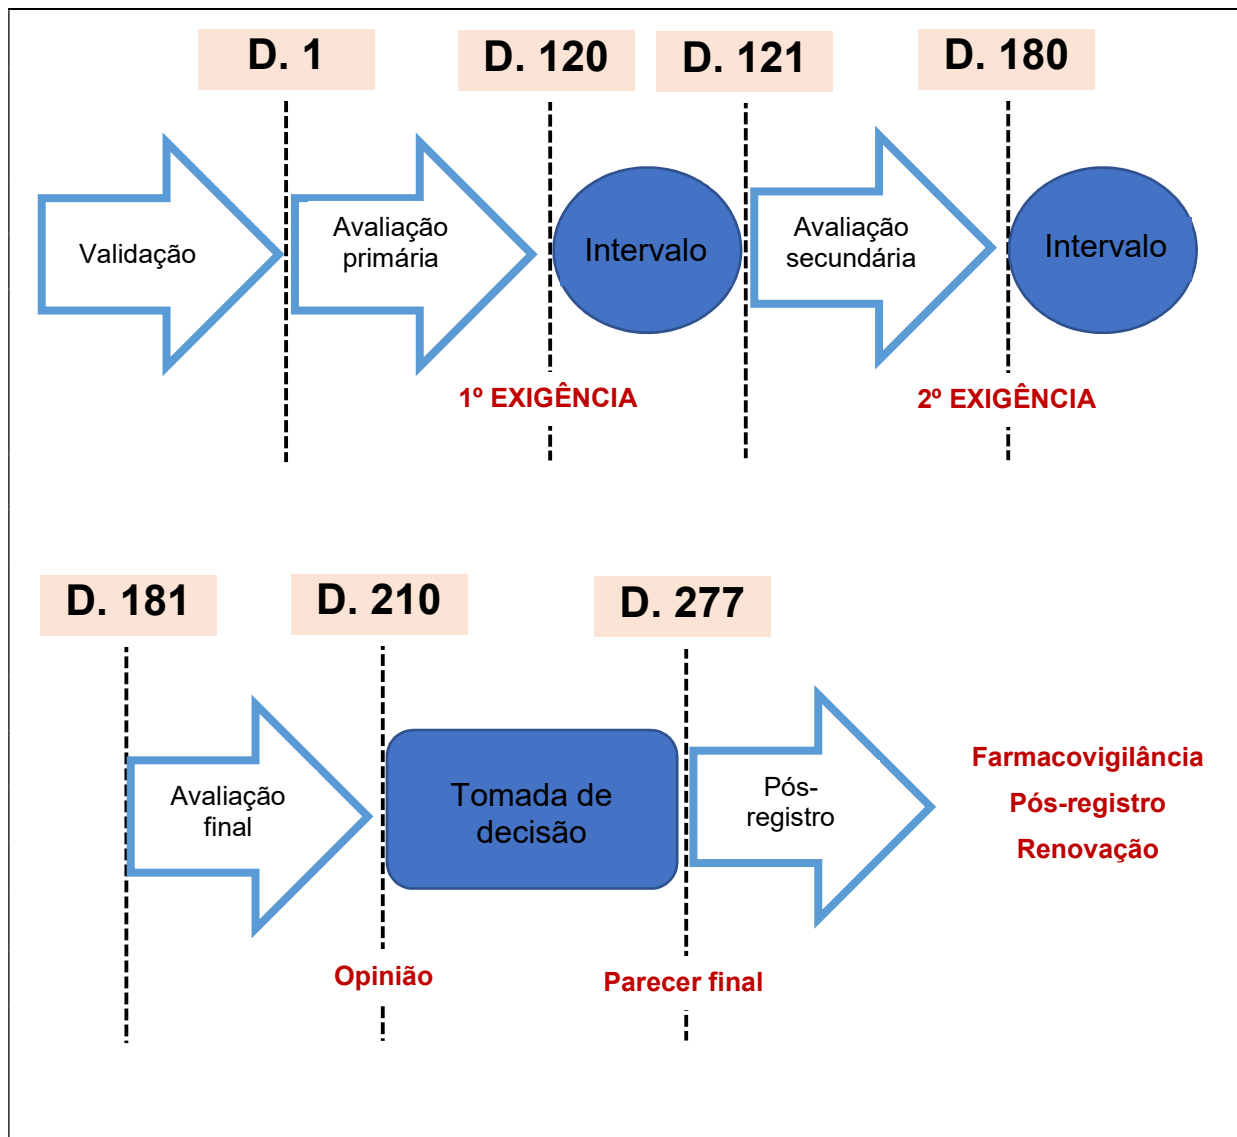 D. 1
D. 120
D. 121
D. 180
Validação
Avaliação
primária
Intervalo
Avaliação
secundária
Intervalo
1º EXIGÊNCIA
2º EXIGÊNCIA
D. 181
D. 210
D. 277
Avaliação
final
Tomada de
decisão
Pós-
registro
Farmacovigilância
Pós-registro
Renovação
Opinião
Parecer final